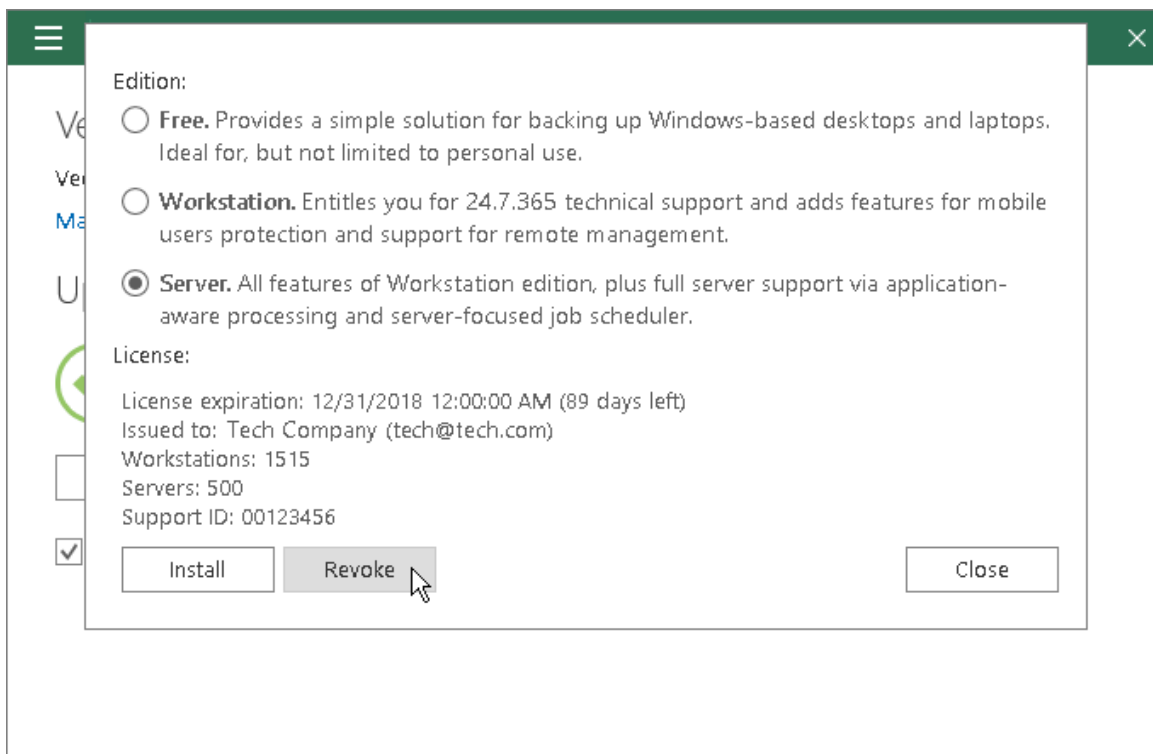 Edition:
Free. Provides a simple solution for backing up Windows-based desktops and laptops.
Ideal for, but not limited to personal use.
Workstation. Entitles you for 24.7.365 technical support and adds features for mobile
users protection and support for remote management.
Server. All features of Workstation edition, plus full server support via application-
aware processing and server-focused job scheduler.
License:
License expiration: 12/31/2018 12:00:00 AM (89 days left)
Issued to: Tech Company (tech@tech.com)
Workstations: 1515
Servers: 500
Support ID: 00123456
Install
Revoke
Close